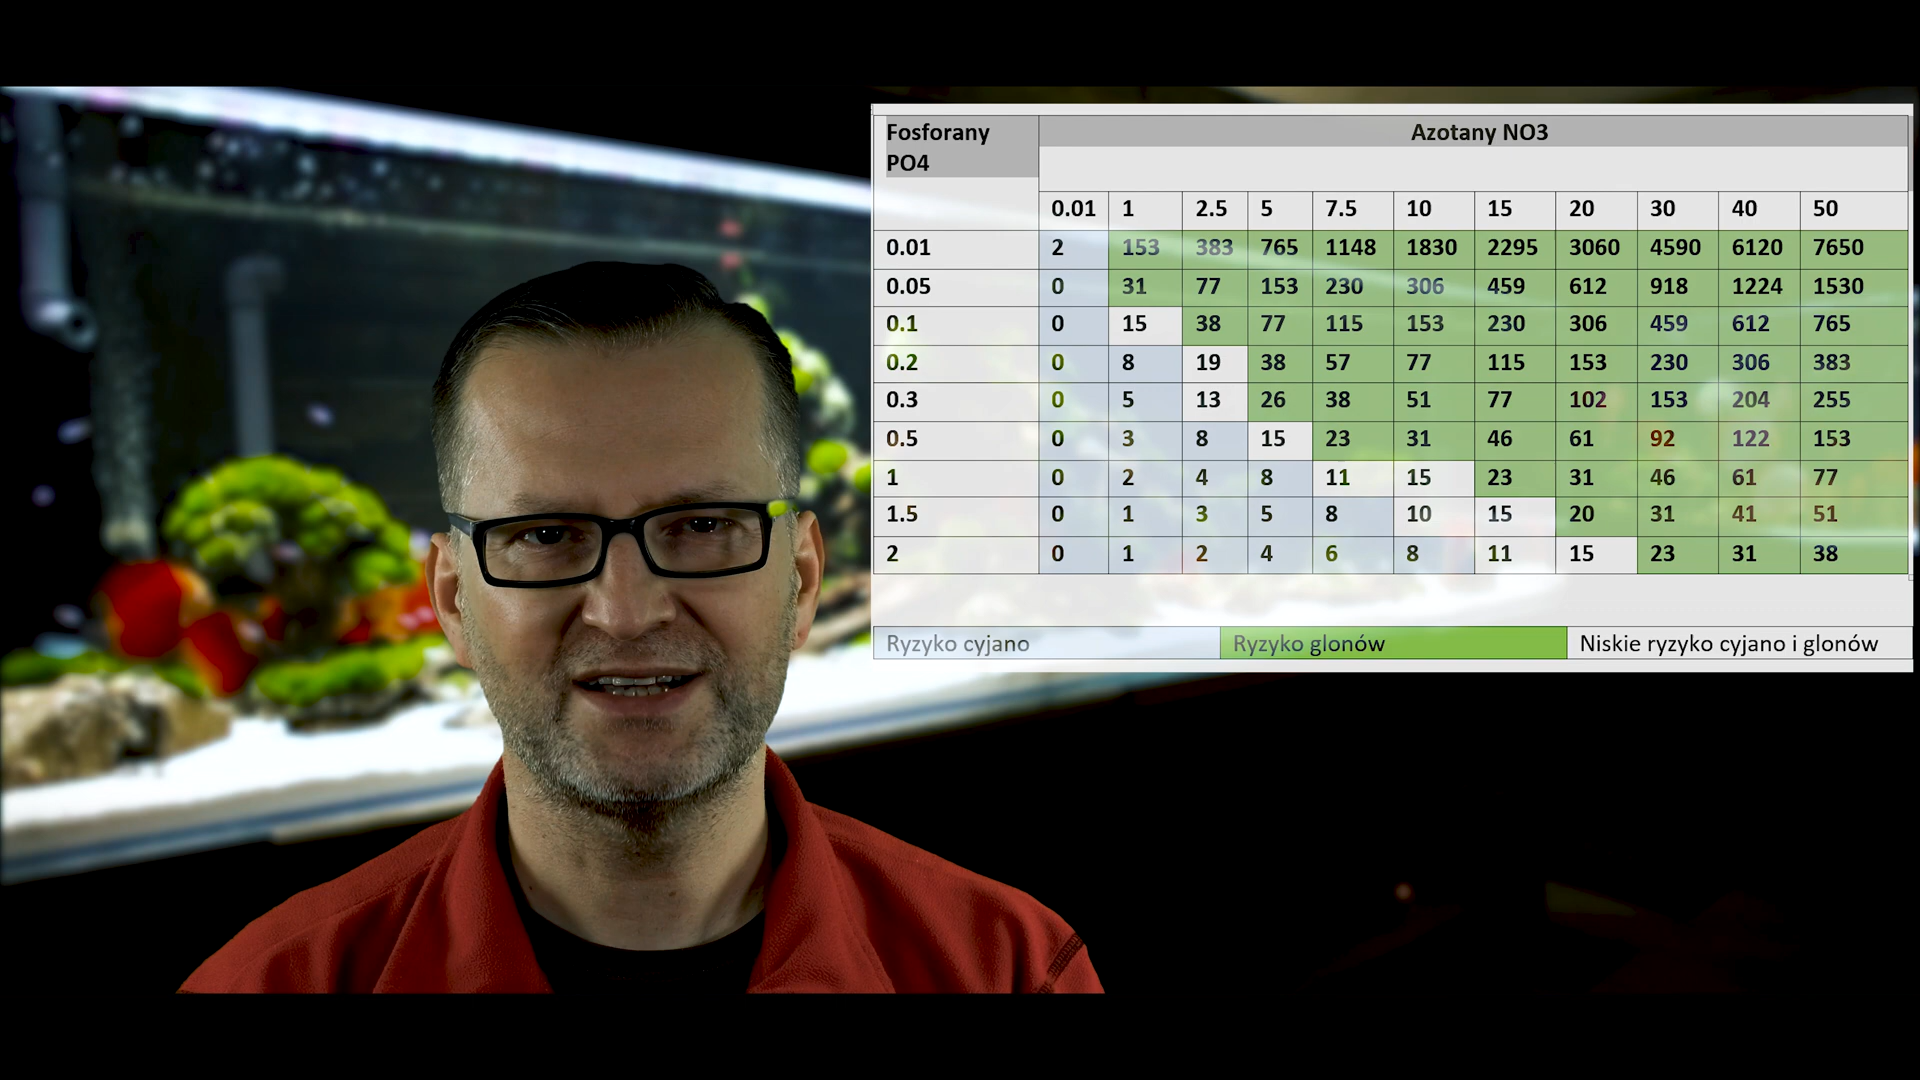 Fosforany Azotany NO3
PO4
0.01 1 2.5 5 7.5 10 15 20 30 40 50
0.01 2 153 383 765 1148 1830 2295 3060 4590 6120 7650
0.05 0 31 77 153 230 306 459 612 918 1224 1530
0.1 0 15 38 77 115 153 230 306 459 612 765
0.2 0 8 19 38 57 77 115 153 230 306 383
0.3 0 5 13 26 38 51 77 102 153 204 255
0.5 0 3 8 15 23 31 46 61 92 122 153
1 0 2 4 8 11 15 23 31 46 61 77
1.5 0 1 3 5 8 10 15 20 31 41 51
2 0 1 2 4 6 8 11 15 23 31 38
Ryzyko cyjano Ryzyko glonów Niskie ryzyko cyjano i glonów